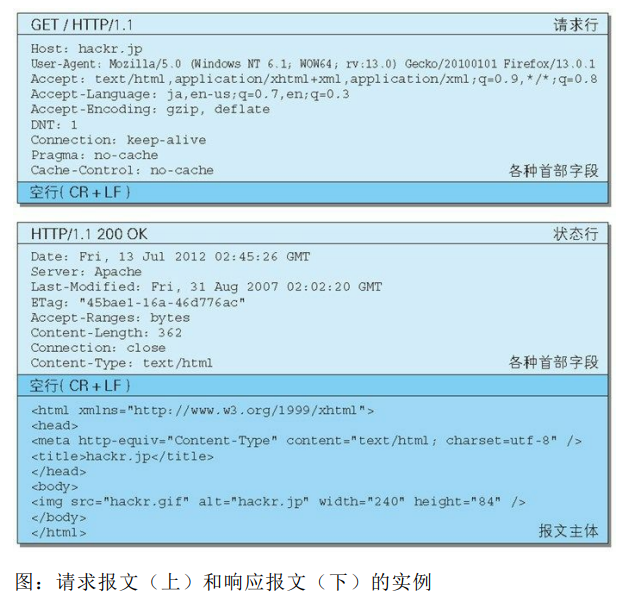 GET / HTTP/1.1 请求行
Host: hackr.jp
User-Agent: Mozilla/5.0 (Windows NT 6.1; WOW64; rv:13.0) Gecko/20100101 Firefox/13.0.1
Accept: text/html,application/xhtml+xml,application/xml;q=0.9,*/*;q=0.8
Accept-Language: ja,en-us;q=0.7,en;q=0.3
Accept-Encoding: gzip, deflate
DNT: 1
Connection: keep-alive
Pragma: no-cache
Cache-Control: no-cache 各种首部字段
空行( CR + LF )
HTTP/1.1 200 OK 状态行
Date: Fri, 13 Jul 2012 02:45:26 GMT
Server: Apache
Last-Modified: Fri, 31 Aug 2007 02:02:20 GMT
ETag: "45bae1-16a-46d776ac"
Accept-Ranges: bytes
Content-Length: 362
Connection: close
Content-Type: text/html 各种首部字段
空行( CR + LF )
<html xmlns="http://www.w3.org/1999/xhtml">
<head>
<meta http-equiv="Content-Type" content="text/html; charset=utf-8" />
<title>hackr.jp</title>
</head>
<body>
<img src="hackr.gif" alt="hackr.jp" width="240" height="84" />
</body>
</html> 报文主体
图：请求报文（上）和响应报文（下）的实例